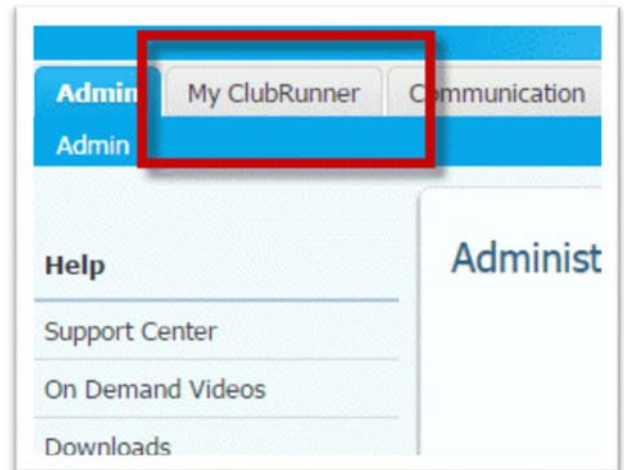 Admin My ClubRunner Communication
Admin
Help
Administ
Support Center
On Demand Videos
Downloads